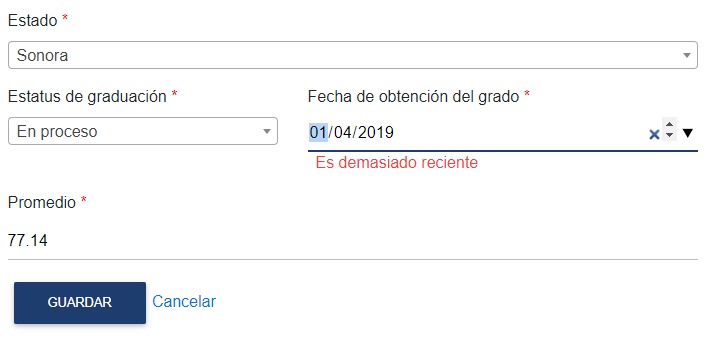 Estado *
Sonora
Estatus de graduación * Fecha de obtención del grado *
En proceso 01/04/2019
Es demasiado reciente
Promedio *
77.14
GUARDAR Cancelar